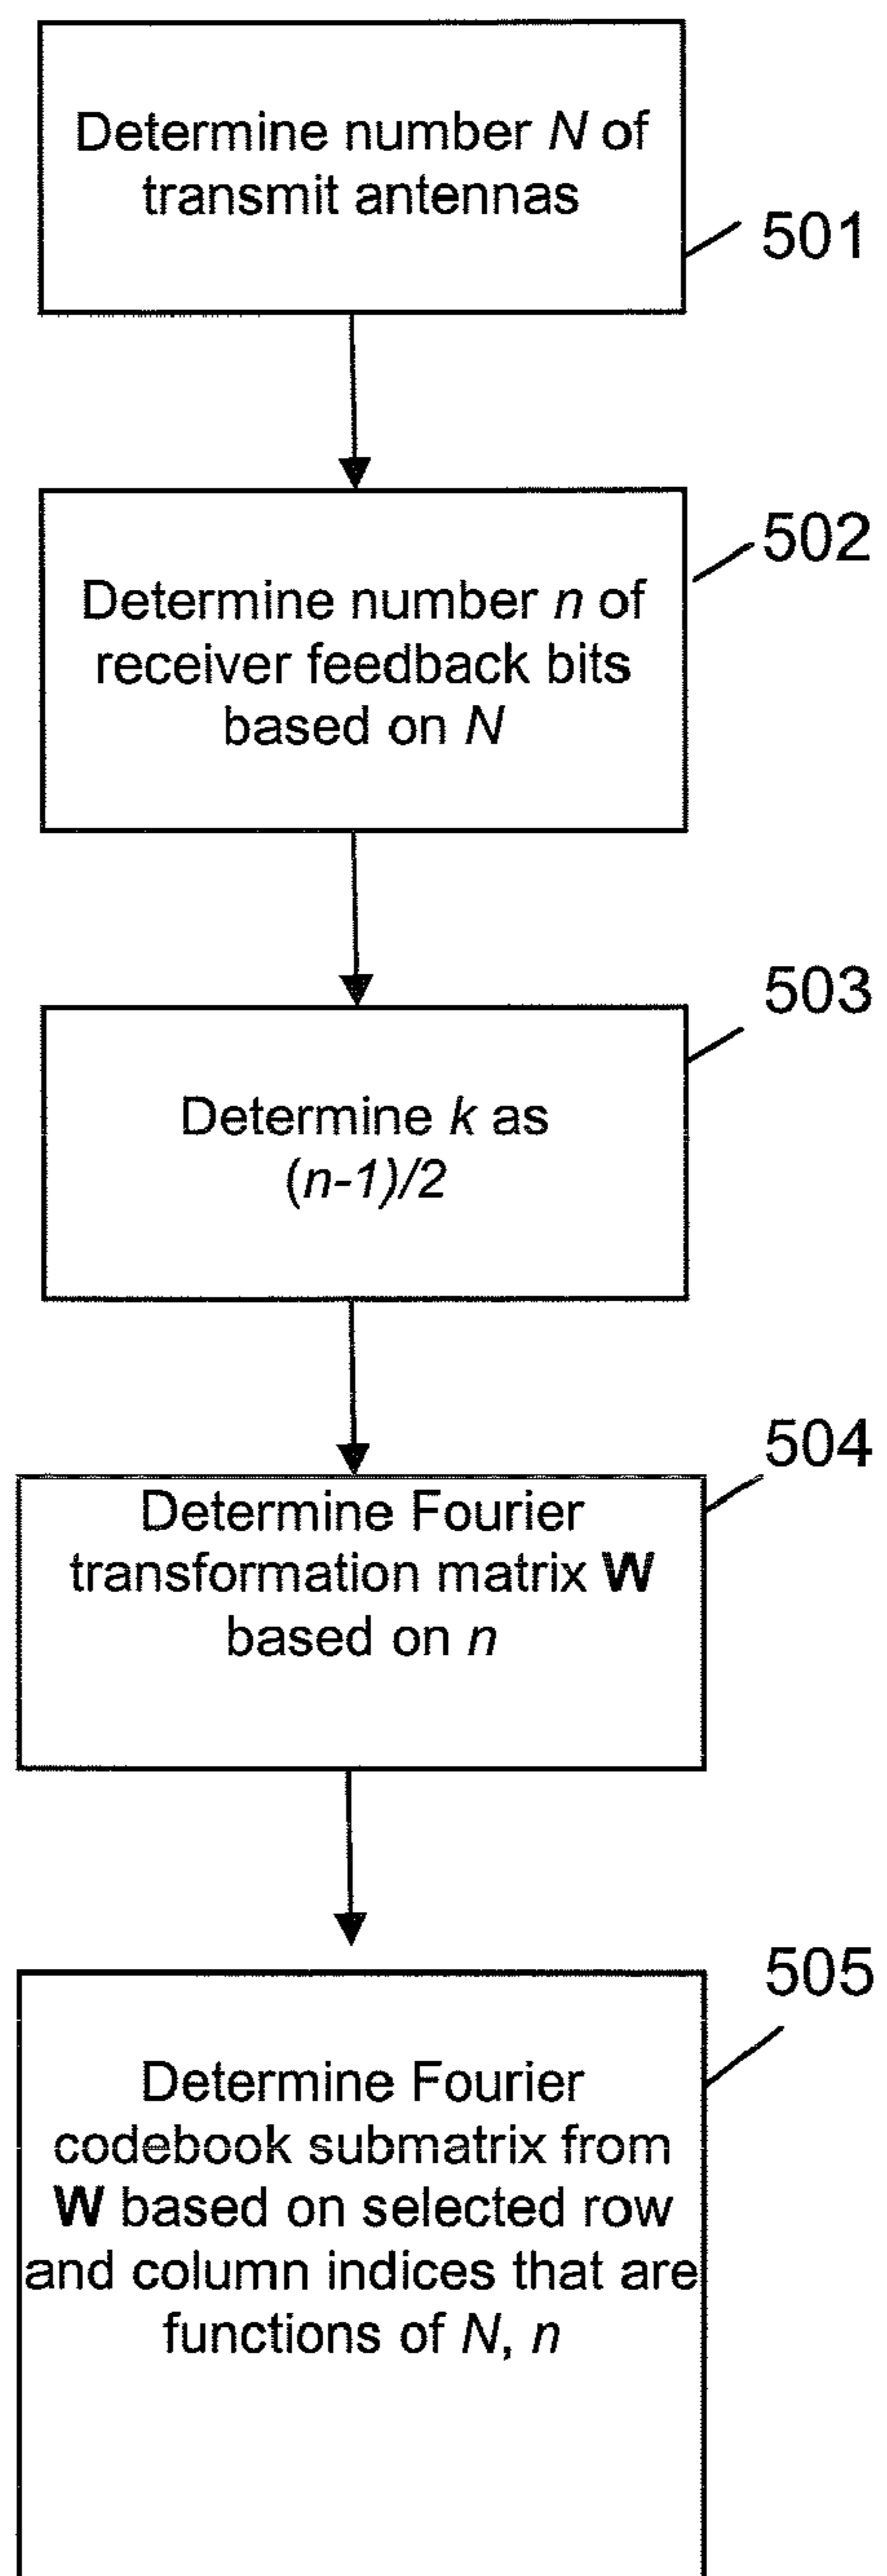 Determine number N of
transmit antennas
501
Determine number n of
receiver feedback bits
based on N
502
Determine k as
(n-1)/2
503
Determine Fourier
transformation matrix W
based on n
504
Determine Fourier
codebook submatrix from
W based on selected row
and column indices that are
functions of N, n
505